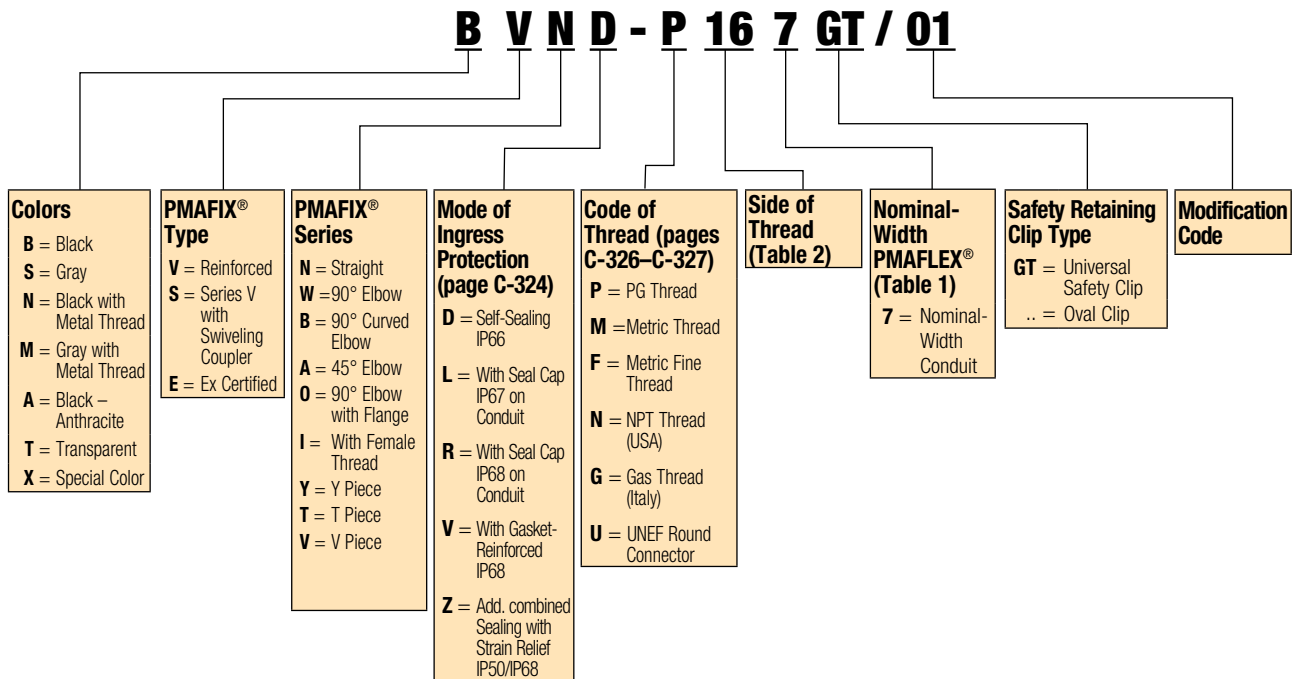 B V N D - P 16 7 GT / 01
Colors
B = Black
S = Gray
N = Black with
Metal Thread
M = Gray with
Metal Thread
A = Black –
Anthracite
T = Transparent
X = Special Color
PMAFIX®
Type
V = Reinforced
S = Series V
with
Swiveling
Coupler
E = Ex Certified
PMAFIX®
Series
N = Straight
W =90° Elbow
B = 90° Curved
Elbow
A = 45° Elbow
O = 90° Elbow
with Flange
I = With Female
Thread
Y = Y Piece
T = T Piece
V = V Piece
Mode of
Ingress
Protection
(page C-324)
D = Self-Sealing
IP66
L = With Seal Cap
IP67 on
Conduit
R = With Seal Cap
IP68 on
Conduit
V = With Gasket-
Reinforced
IP68
Z = Add. combined
Sealing with
Strain Relief
IP50/IP68
Code of
Thread (pages
C-326–C-327)
P = PG Thread
M =Metric Thread
F = Metric Fine
Thread
N = NPT Thread
(USA)
G = Gas Thread
(Italy)
U = UNEF Round
Connector
Side of
Thread
(Table 2)
Nominal-
Width
PMAFLEX®
(Table 1)
7 = Nominal-
Width
Conduit
Safety Retaining
Clip Type
GT = Universal
Safety Clip
.. = Oval Clip
Modification
Code